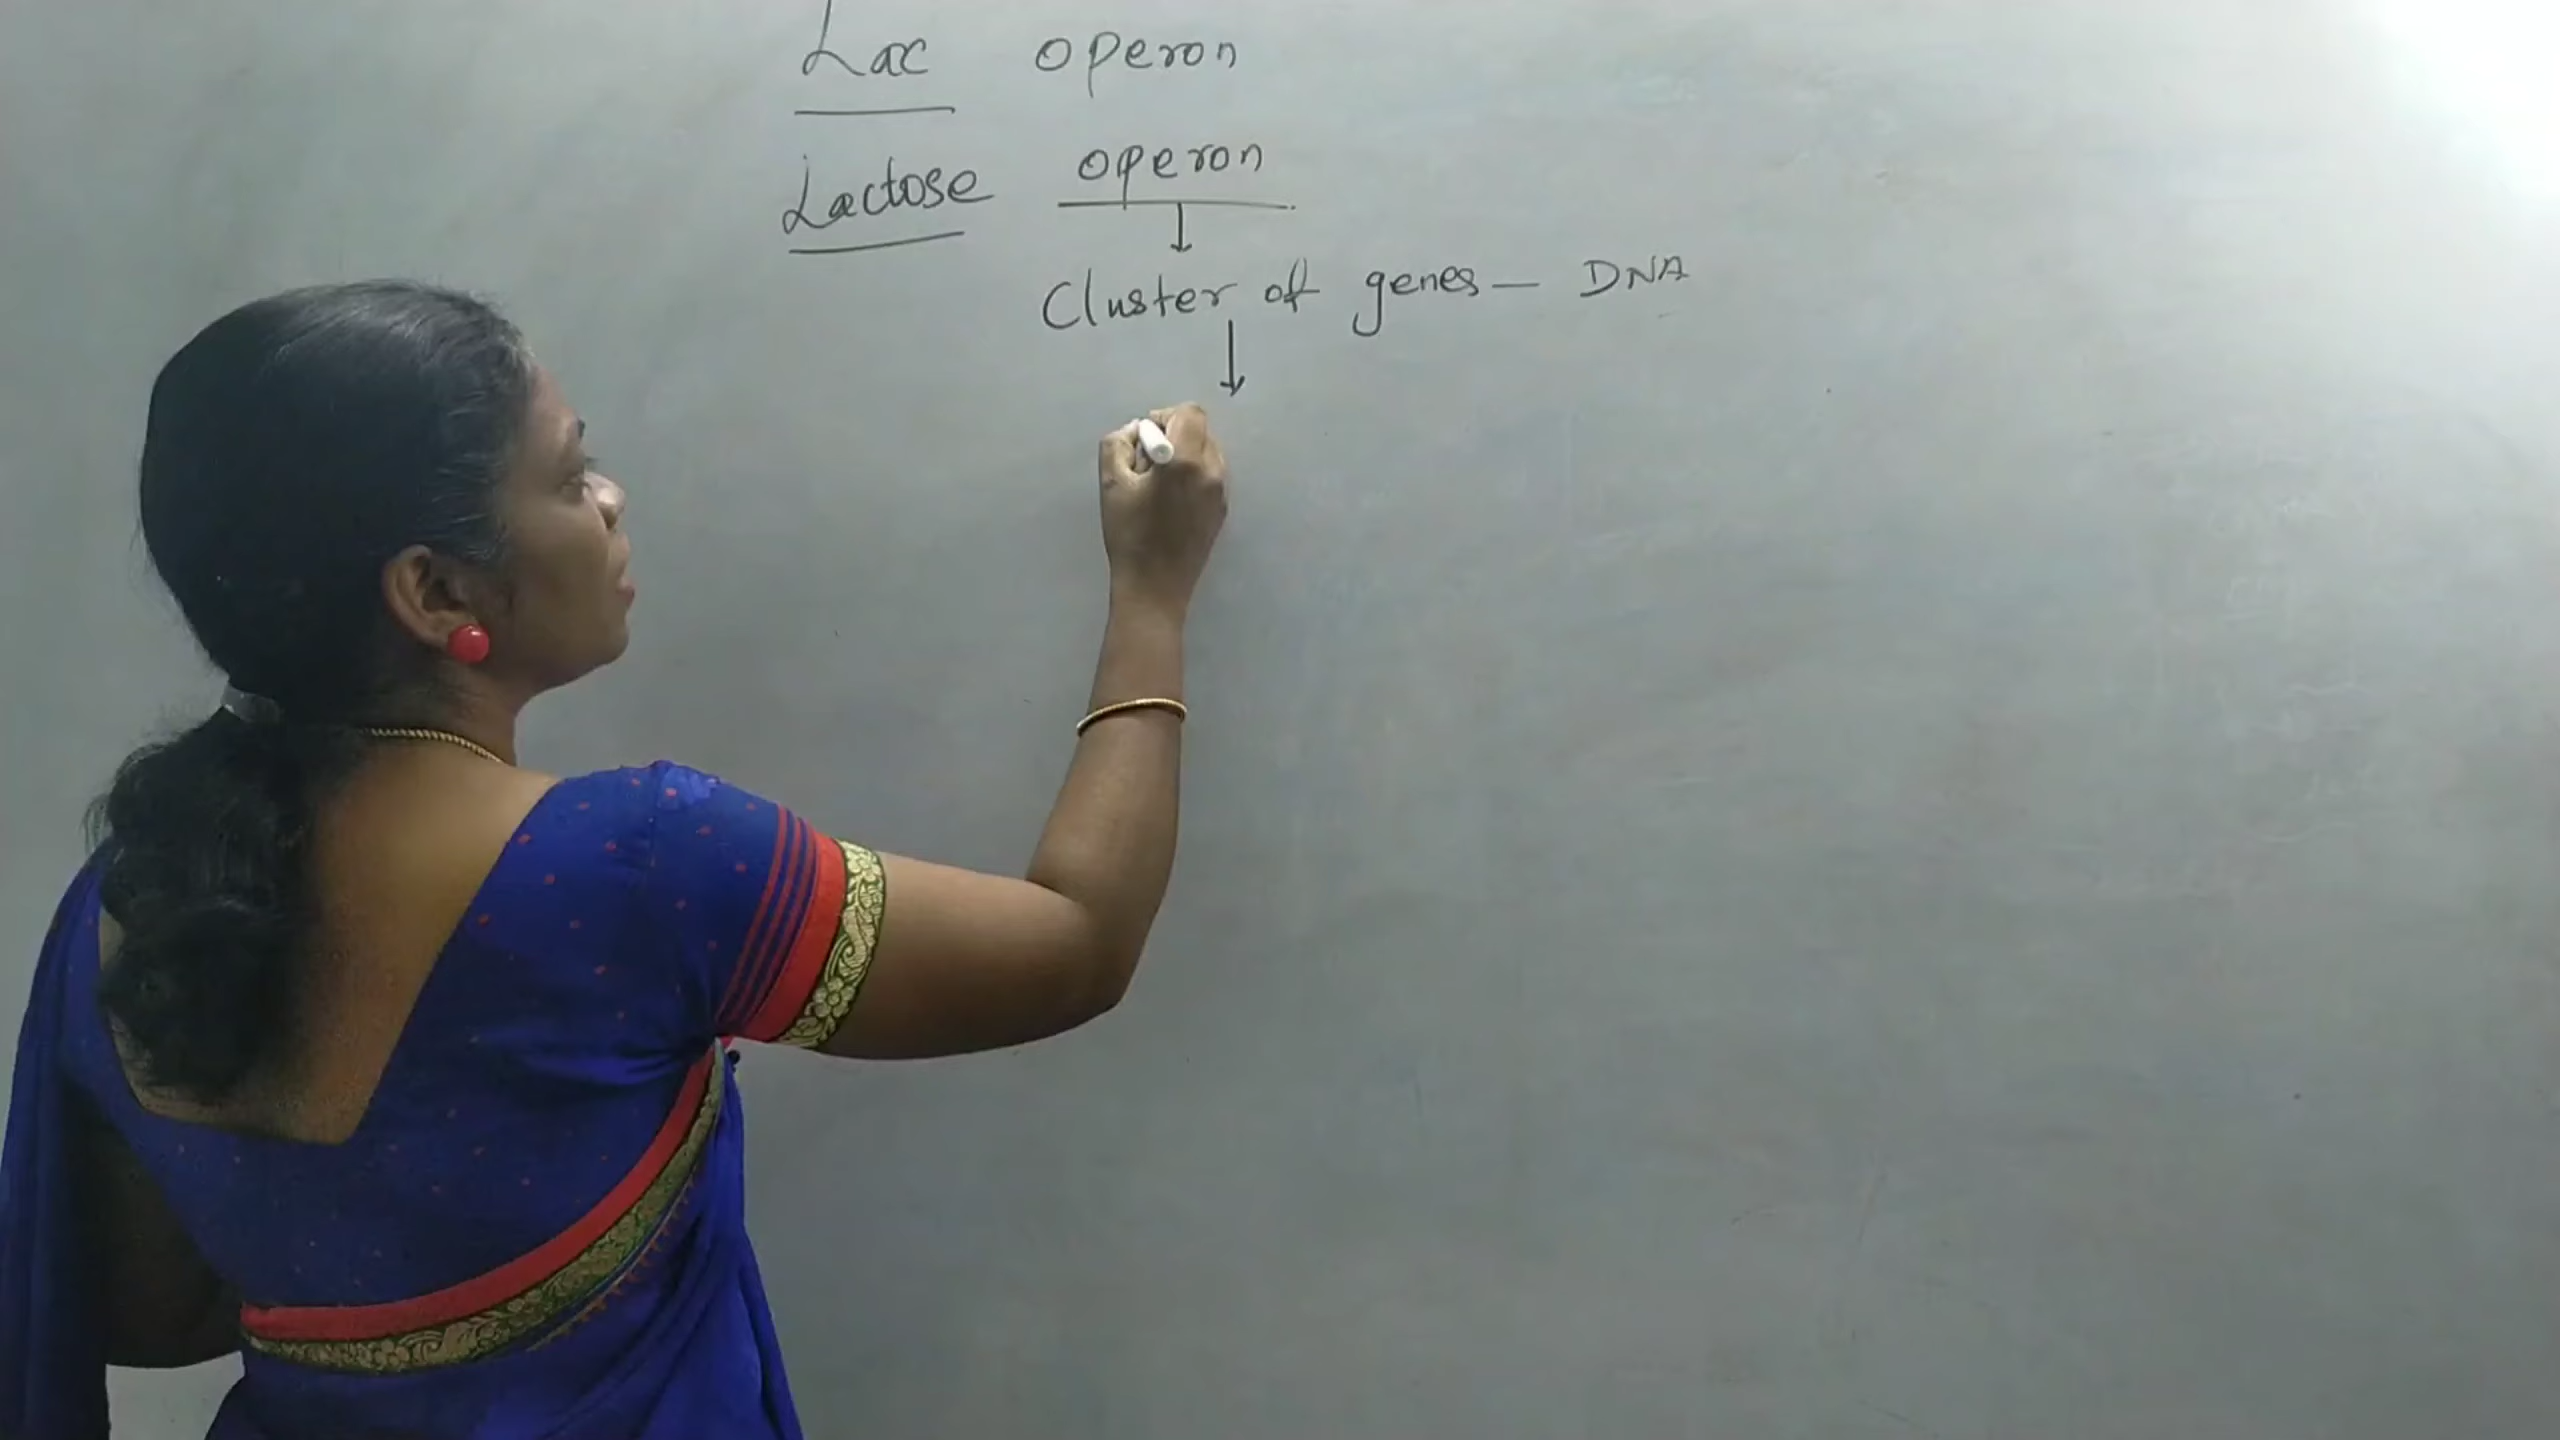 Lac operon
Lactose operon
↓
Cluster of genes — DNA
↓